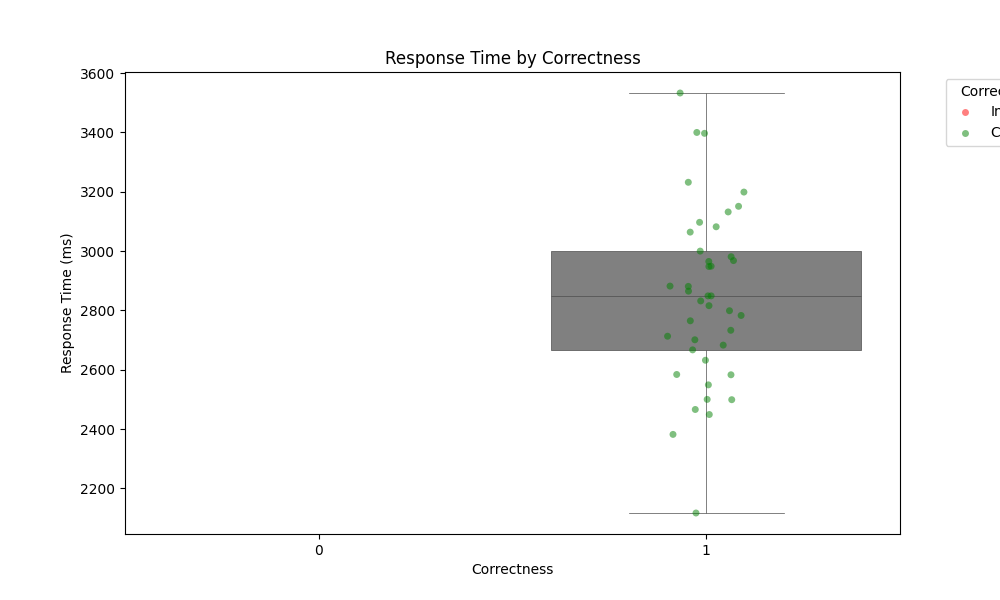 Response Time by Correctness
Response Time (ms)
3600
3400
3200
3000
2800
2600
2400
2200
0
1
Correctness
Correc
In
C